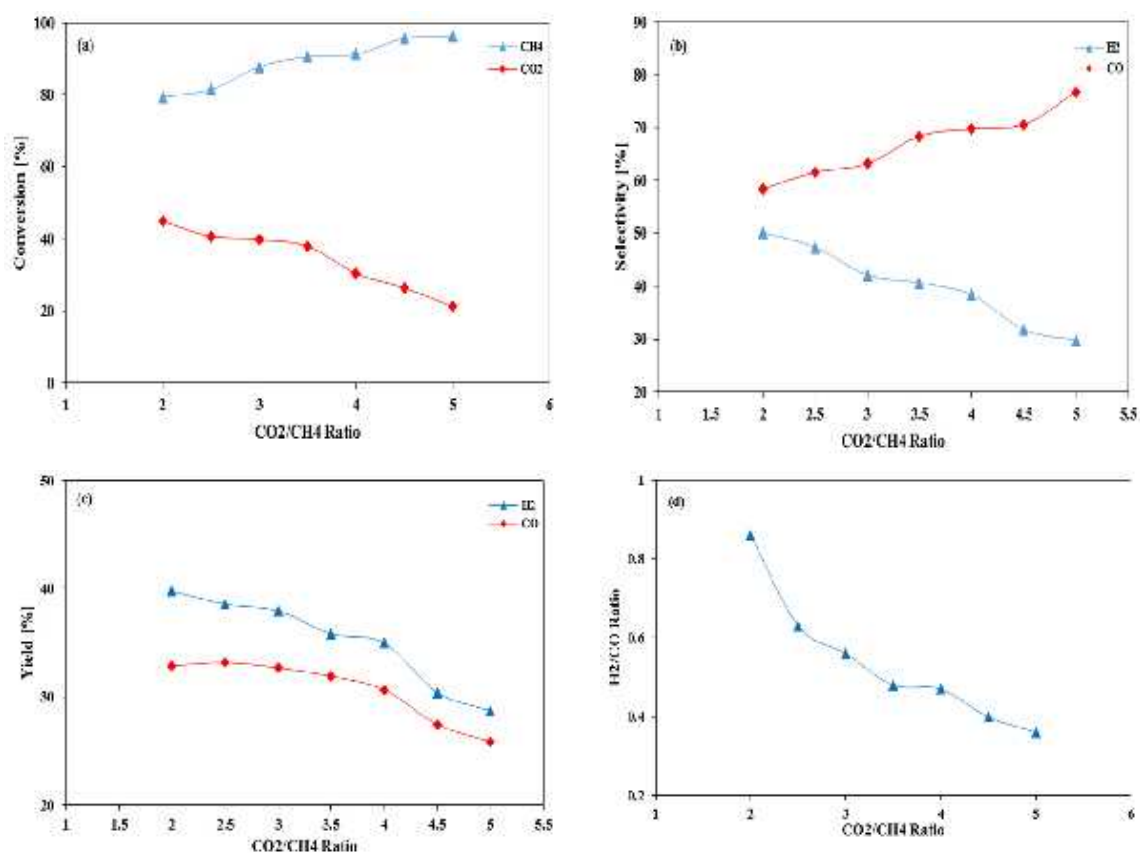 (a)
CH4
CO2
100
80
60
40
20
0
Conversion [%]
1 2 3 4 5 6
CO2/CH4 Ratio
(b)
H2
CO
90
80
70
60
50
40
30
20
Selectivity [%]
1 1.5 2 2.5 3 3.5 4 4.5 5 5.5
CO2/CH4 Ratio
(c)
H2
CO
50
40
30
20
Yield [%]
1 1.5 2 2.5 3 3.5 4 4.5 5 5.5
CO2/CH4 Ratio
(d)
1
0.8
0.6
0.4
0.2
H2/CO Ratio
1 2 3 4 5 6
CO2/CH4 Ratio